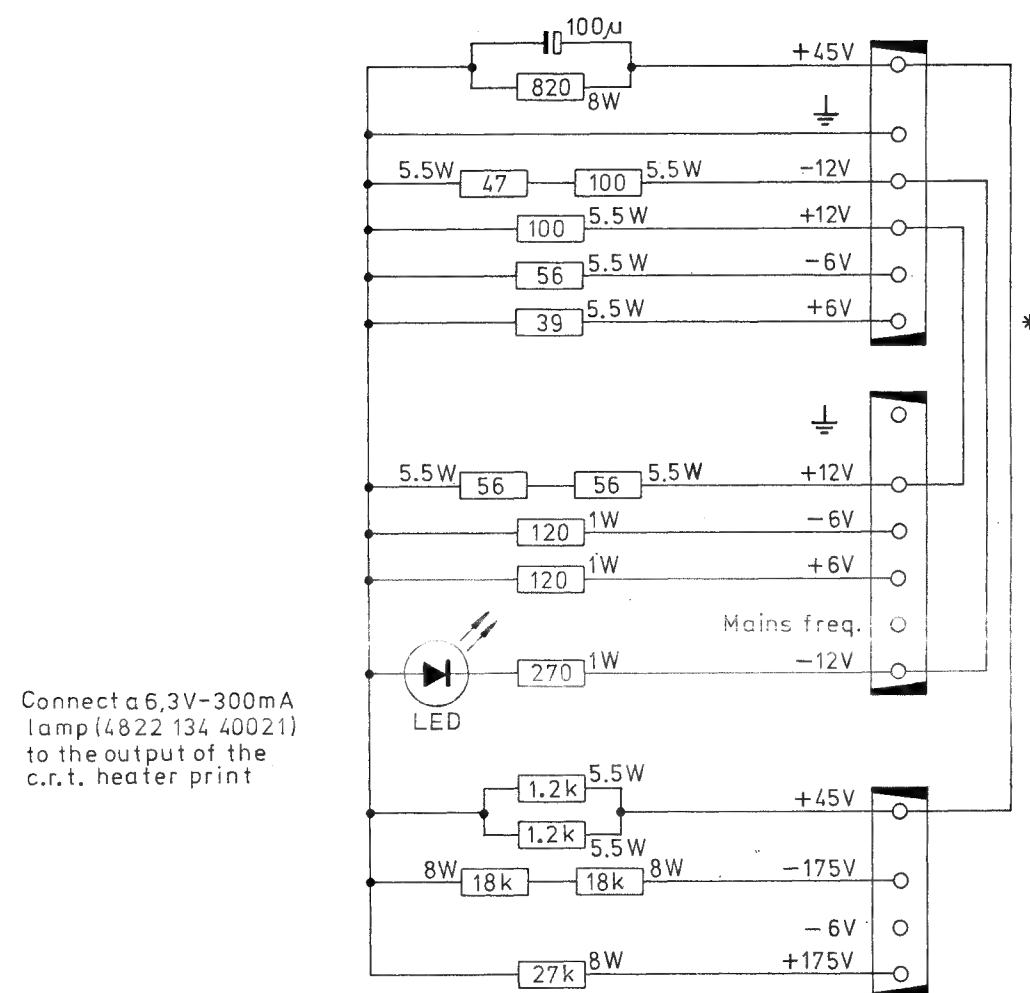 100µ
+45V
820
8W
5.5W 47 100 5.5W -12V
100 5.5W +12V
56 5.5W -6V
39 5.5W +6V
*
5.5W 56 56 5.5W +12V
120 1W -6V
120 1W +6V
Mains freq.
270 1W -12V
LED
Connect a 6,3V-300mA
lamp (4822 134 40021)
to the output of the
c.r.t. heater print
1.2k 5.5W
+45V
1.2k
5.5W
8W 18k 18k 8W -175V
-6V
27k 8W +175V